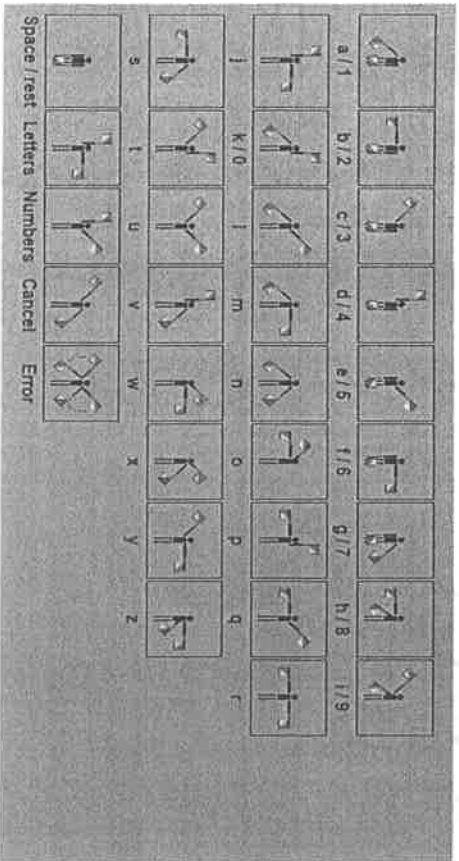 a/1 b/2 c/3 d/4 e/5 f/6 g/7 h/8 i/9
j k/0 l m n o p q r
s t u v w x y z
Space/rest Letters Numbers Cancel Error